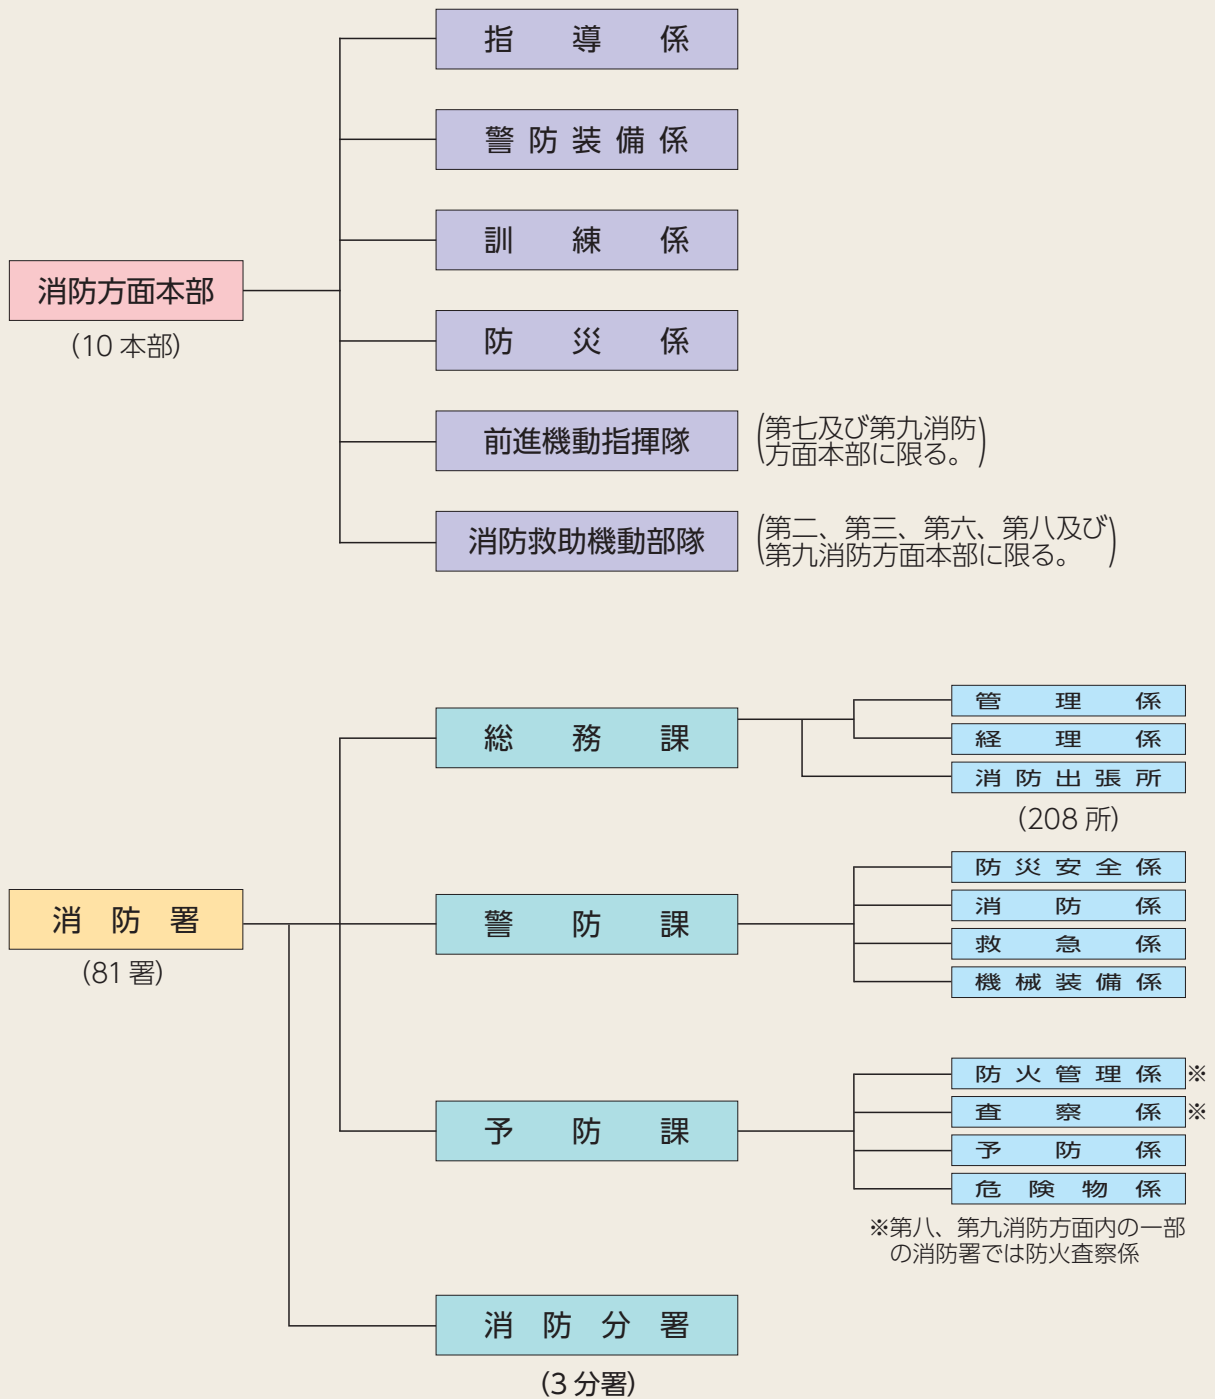 指導係
警防装備係
訓練係
消防方面本部
(10 本部)
防災係
前進機動指揮隊
(第七及び第九消防
方面本部に限る。)
消防救助機動部隊
(第二、第三、第六、第八及び
第九消防方面本部に限る。)
総務課
管理係
経理係
消防出張所
(208 所)
消防署
(81 署)
警防課
防災安全係
消防係
救急係
機械装備係
予防課
防火管理係※
査察係※
予防係
危険物係
※第八、第九消防方面内の一部
の消防署では防火査察係
消防分署
(3 分署)